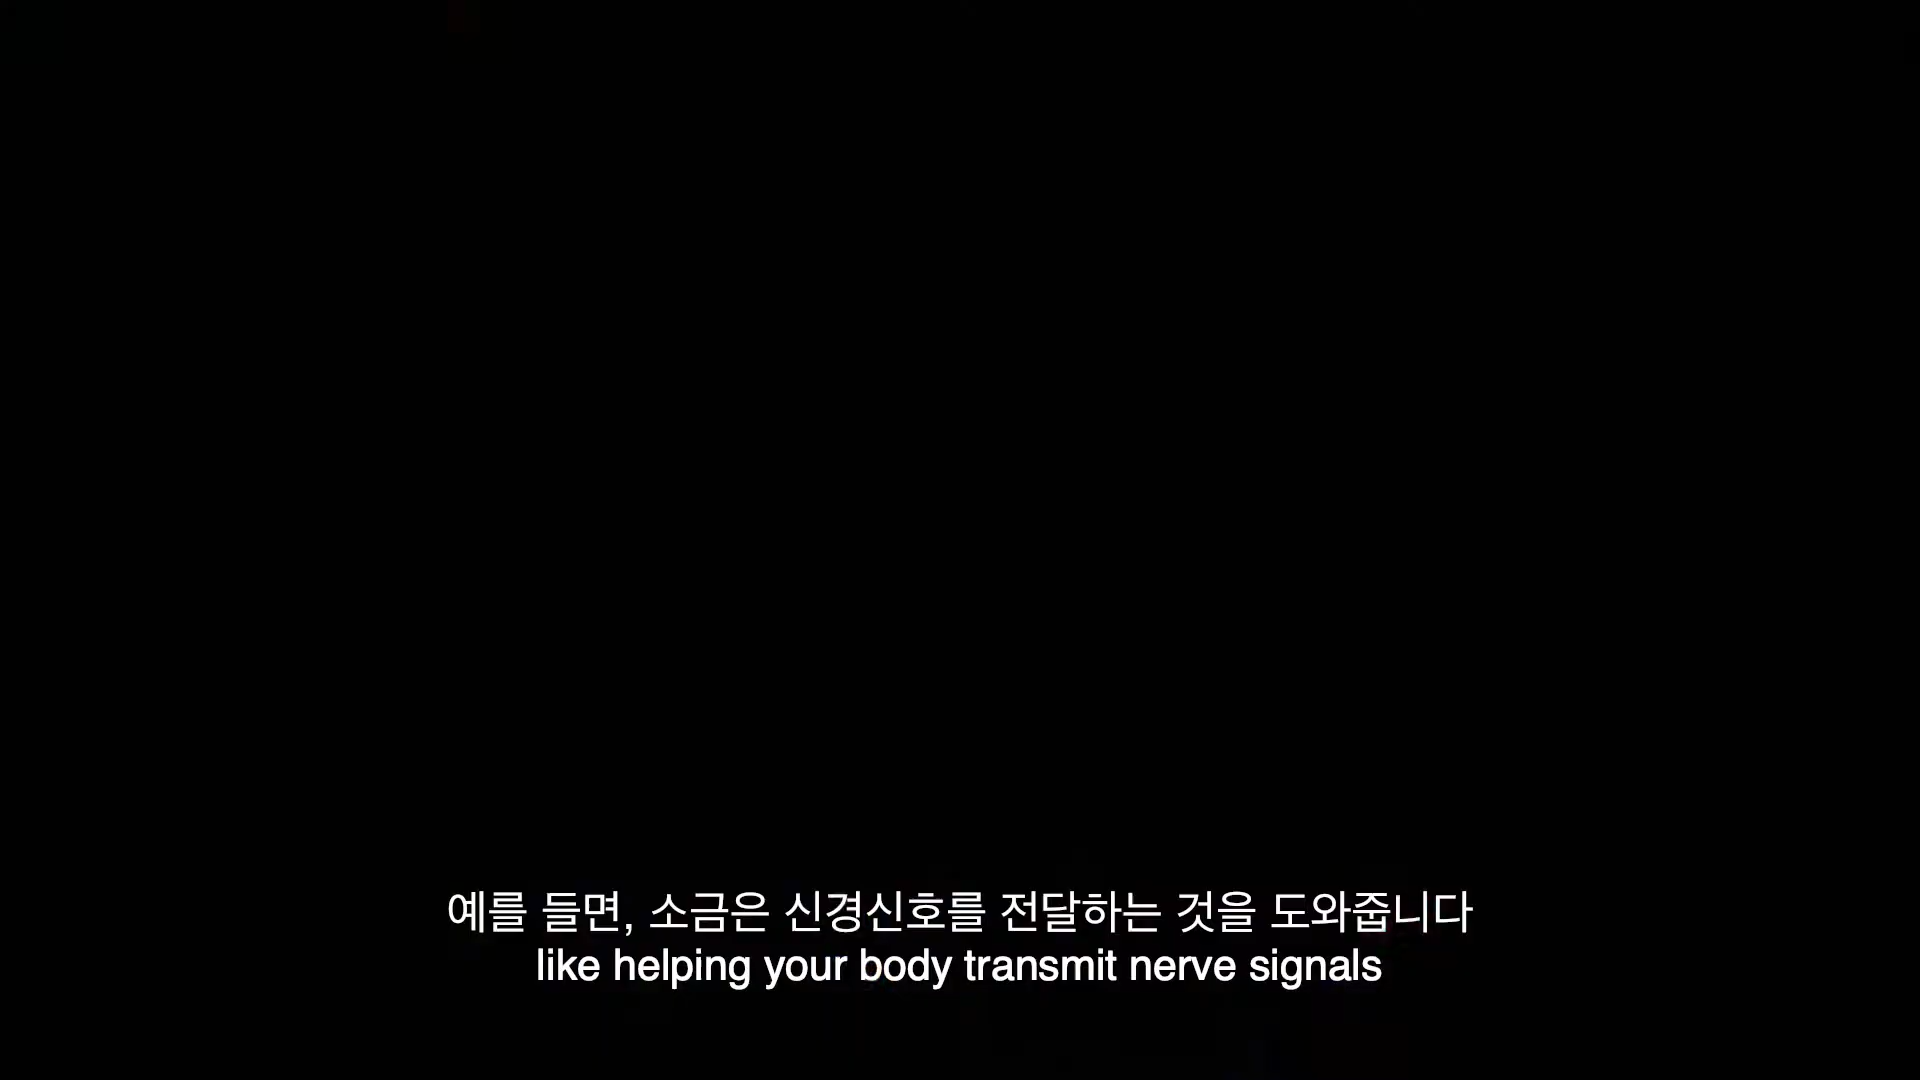 예를 들면, 소금은 신경신호를 전달하는 것을 도와줍니다
like helping your body transmit nerve signals